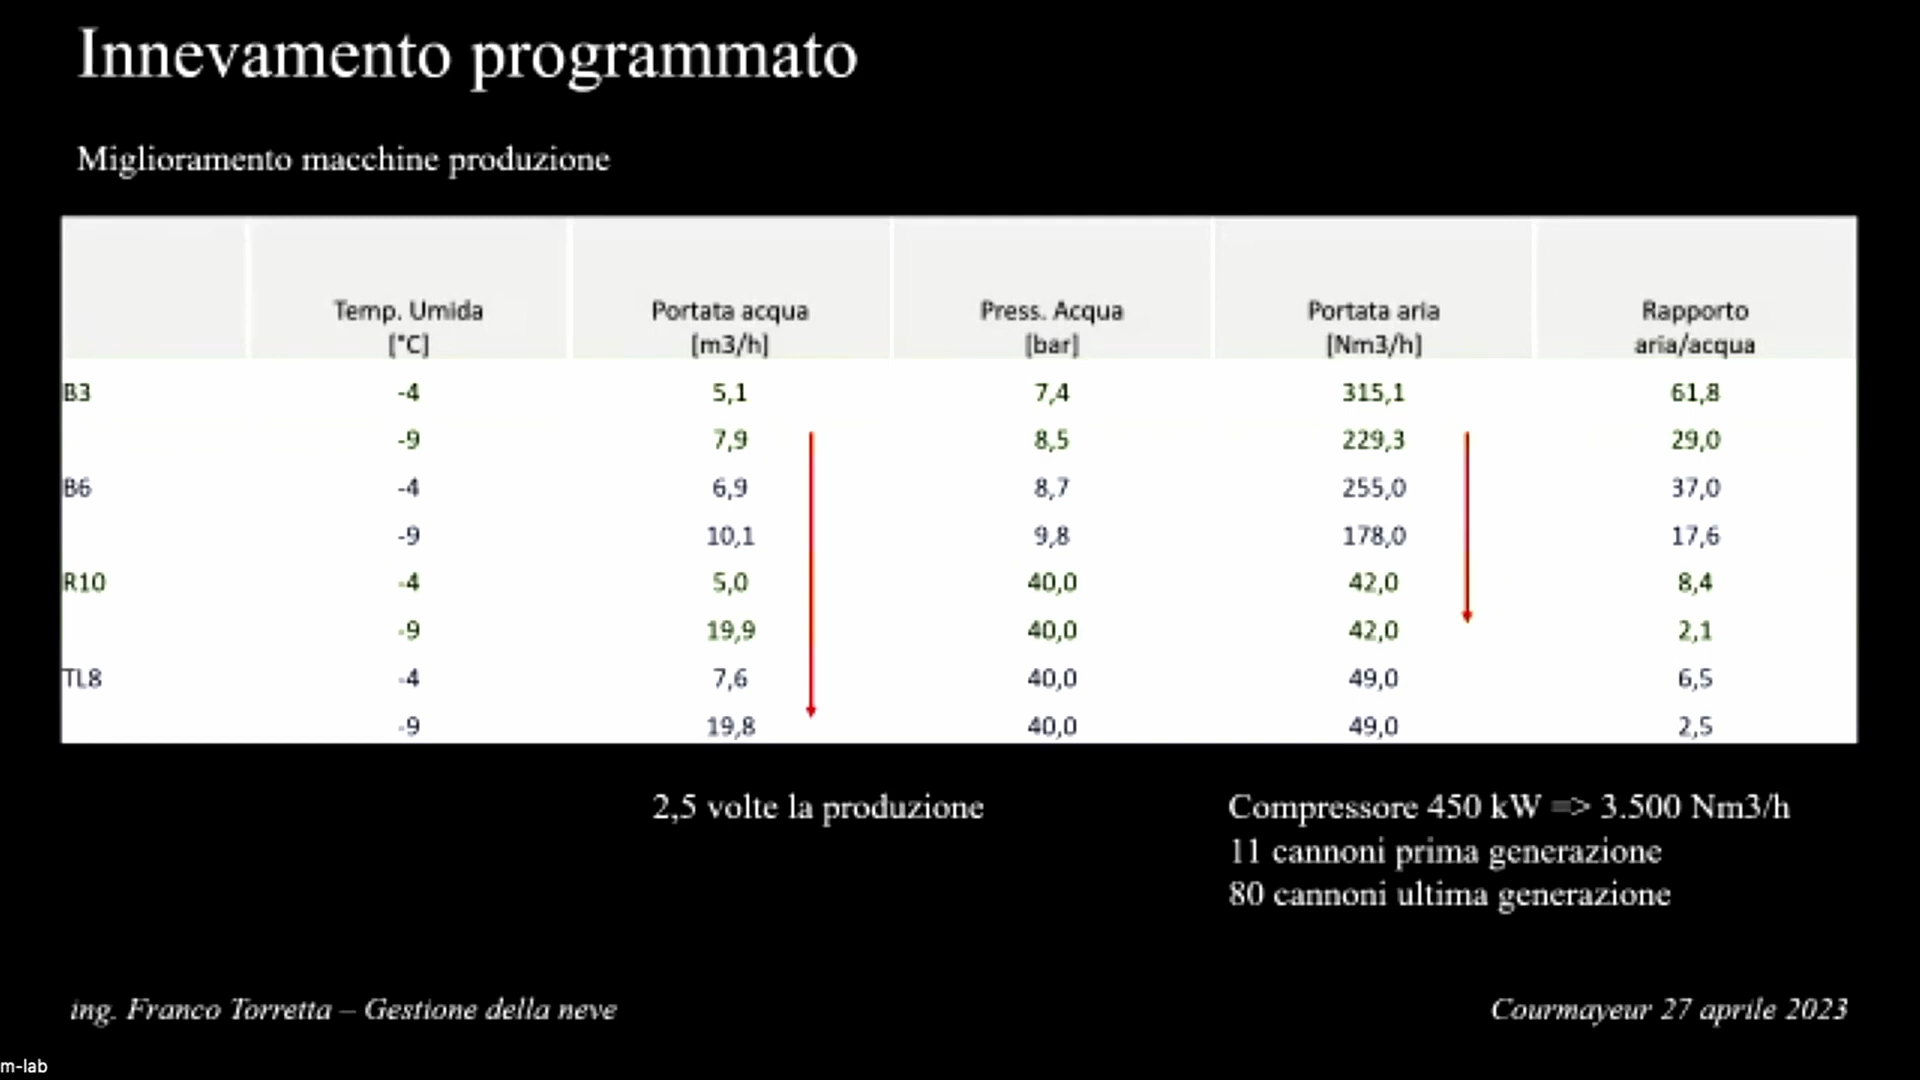 Innevamento programmato
Miglioramento macchine produzione
Temp. Umida [°C] Portata acqua [m3/h] Press. Acqua [bar] Portata aria [Nm3/h] Rapporto aria/acqua
B3 -4 5,1 7,4 315,1 61,8
-9 7,9 8,5 229,3 29,0
B6 -4 6,9 8,7 255,0 37,0
-9 10,1 9,8 178,0 17,6
R10 -4 5,0 40,0 42,0 8,4
-9 19,9 40,0 42,0 2,1
TL8 -4 7,6 40,0 49,0 6,5
-9 19,8 40,0 49,0 2,5
2,5 volte la produzione
Compressore 450 kW => 3.500 Nm3/h
11 cannoni prima generazione
80 cannoni ultima generazione
ing. Franco Torretta – Gestione della neve
Courmayeur 27 aprile 2023
m-lab